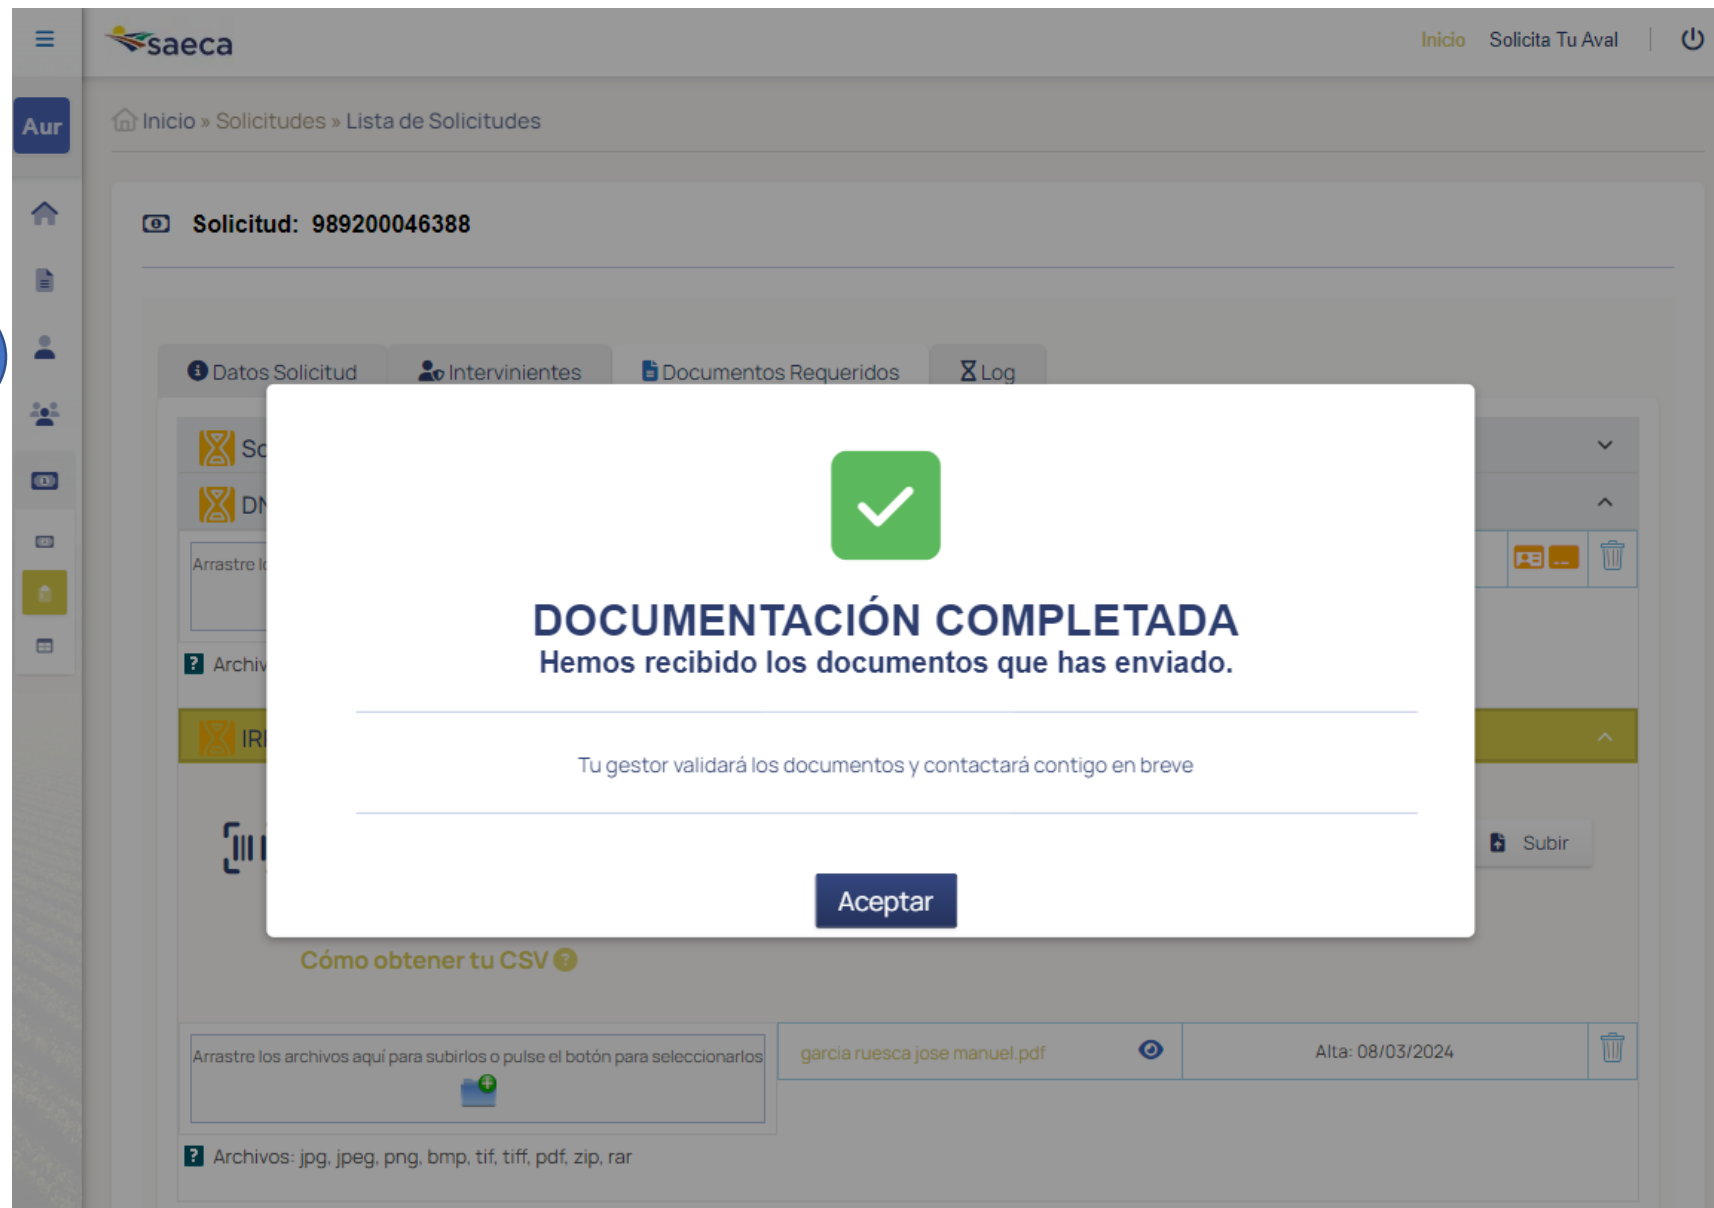 saeca
Inicio Solicita Tu Aval
Aur
Inicio » Solicitudes » Lista de Solicitudes
Solicitud: 989200046388
Datos Solicitud Intervinientes Documentos Requeridos Log
DOCUMENTACIÓN COMPLETADA
Hemos recibido los documentos que has enviado.
Tu gestor validará los documentos y contactará contigo en breve
Subir
Aceptar
Cómo obtener tu CSV ?
Arrastre los archivos aquí para subirlos o pulse el botón para seleccionarlos garcia ruesca jose manuel.pdf Alta: 08/03/2024
? Archivos: jpg, jpeg, png, bmp, tif, tiff, pdf, zip, rar